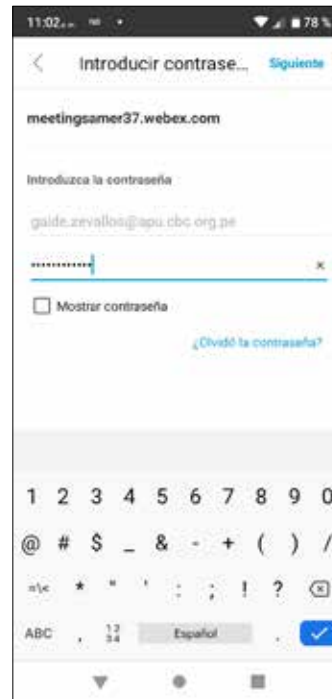 11:02 78 %
Introducir contrase... Siguiente
meetingsamer37.webex.com
Introduzca la contraseña
gaide.zevallos@apu.cbc.org.pe
••••••••••••
Mostrar contraseña
¿Olvidó la contraseña?
1 2 3 4 5 6 7 8 9 0
@ # $ _ & - + ( ) /
=\< * " ' : ; ! ?
ABC , 12 34 Español .